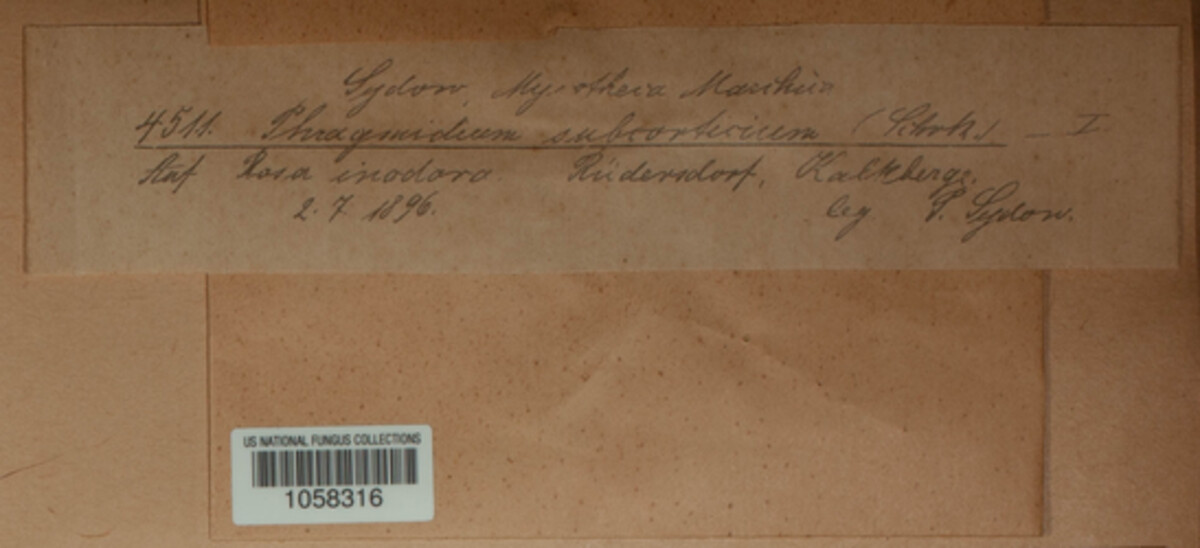 Sydow, Mycotheca Marchica
4511. Phragmidium subcorticium (Schrk.) — I
Auf Rosa inodora. Rüdersdorf, Kalkberge.
2. 7. 1896. leg. P. Sydow.
US NATIONAL FUNGUS COLLECTIONS
1058316